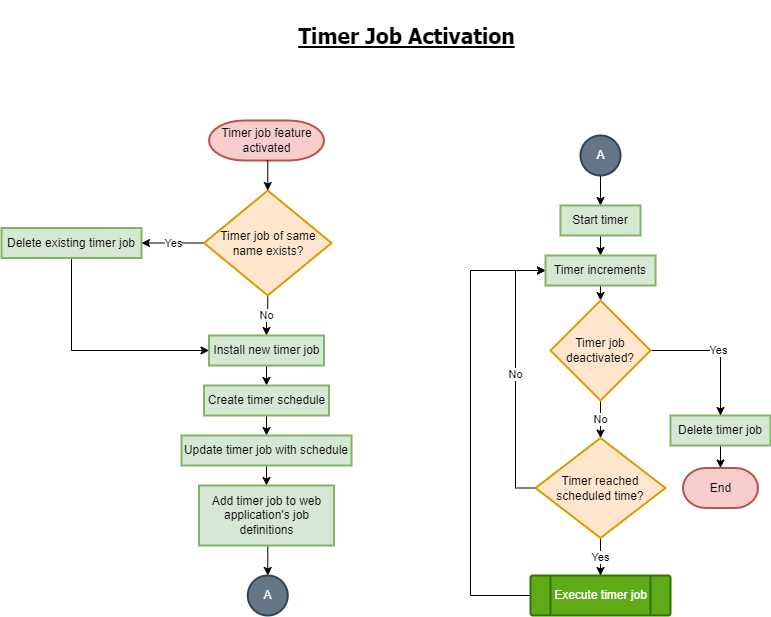 Timer Job Activation
Timer job feature
activated
Timer job of same
name exists?
Yes
Delete existing timer job
No
Install new timer job
Create timer schedule
Update timer job with schedule
Add timer job to web
application's job
definitions
A
A
Start timer
Timer increments
Timer job
deactivated?
Yes
No
Delete timer job
End
Timer reached
scheduled time?
No
Yes
Execute timer job